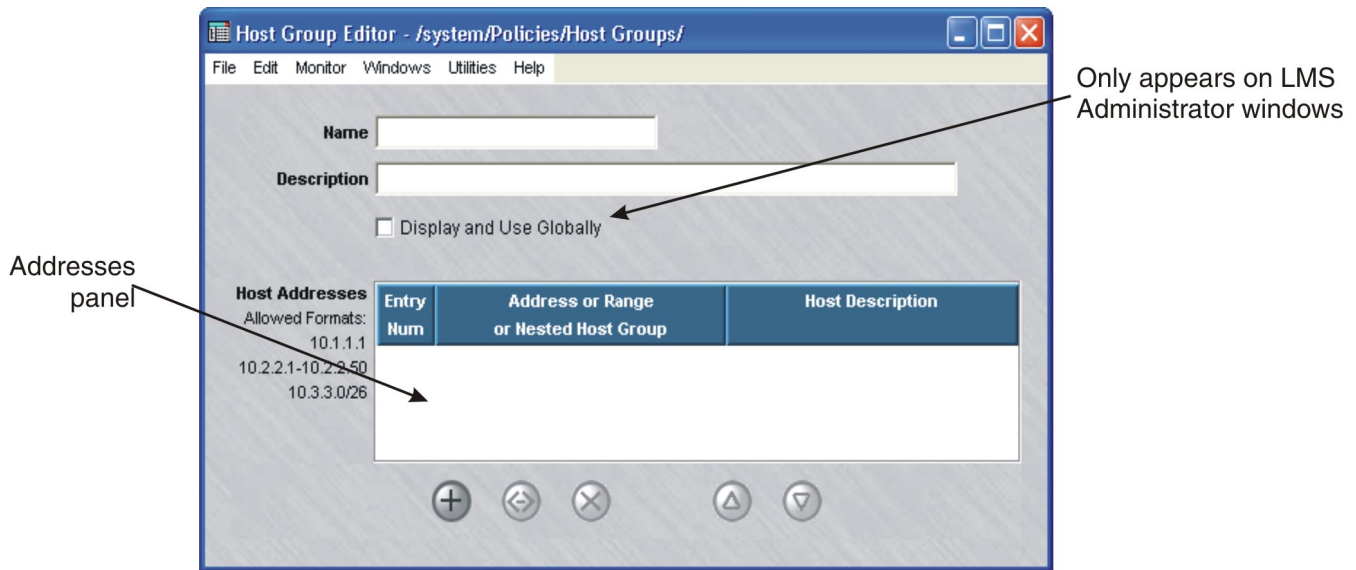 Host Group Editor - /system/Policies/Host Groups/
File Edit Monitor Windows Utilities Help
Only appears on LMS
Administrator windows
Name
Description
Display and Use Globally
Addresses
panel
Host Addresses
Allowed Formats:
10.1.1.1
10.2.2.1-10.2.2.50
10.3.3.0/26
Entry
Num
Address or Range
or Nested Host Group
Host Description